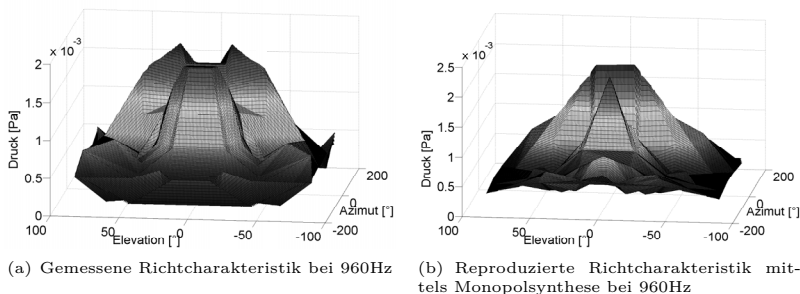 x 10⁻³
2
1.5
1
0.5
0
Druck [Pa]
100
50
0
-50
-100
Elevation [°]
-200
0
200
Azimut [°]
x 10⁻³
2.5
2
1.5
1
0.5
0
Druck [Pa]
100
50
0
-50
-100
Elevation [°]
-200
0
200
Azimut [°]
(a) Gemessene Richtcharakteristik bei 960Hz
(b) Reproduzierte Richtcharakteristik mit-
tels Monopolsynthese bei 960Hz